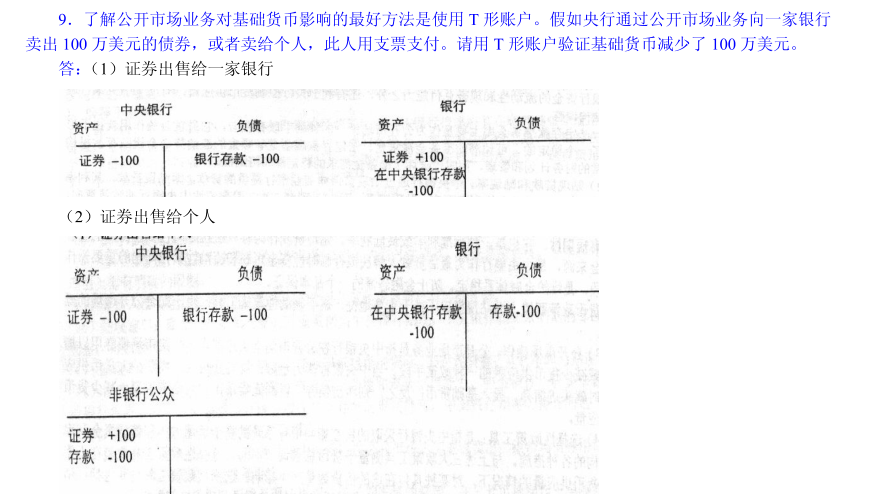 9．了解公开市场业务对基础货币影响的最好方法是使用 T 形账户。假如央行通过公开市场业务向一家银行
卖出 100 万美元的债券，或者卖给个人，此人用支票支付。请用 T 形账户验证基础货币减少了 100 万美元。
答：（1）证券出售给一家银行
中央银行
资产 负债
证券 –100 银行存款 –100
银行
资产 负债
证券 +100
在中央银行存款
-100
（2）证券出售给个人
中央银行
资产 负债
证券 –100 银行存款 –100
银行
资产 负债
在中央银行存款 存款-100
-100
非银行公众
证券 +100
存款 -100